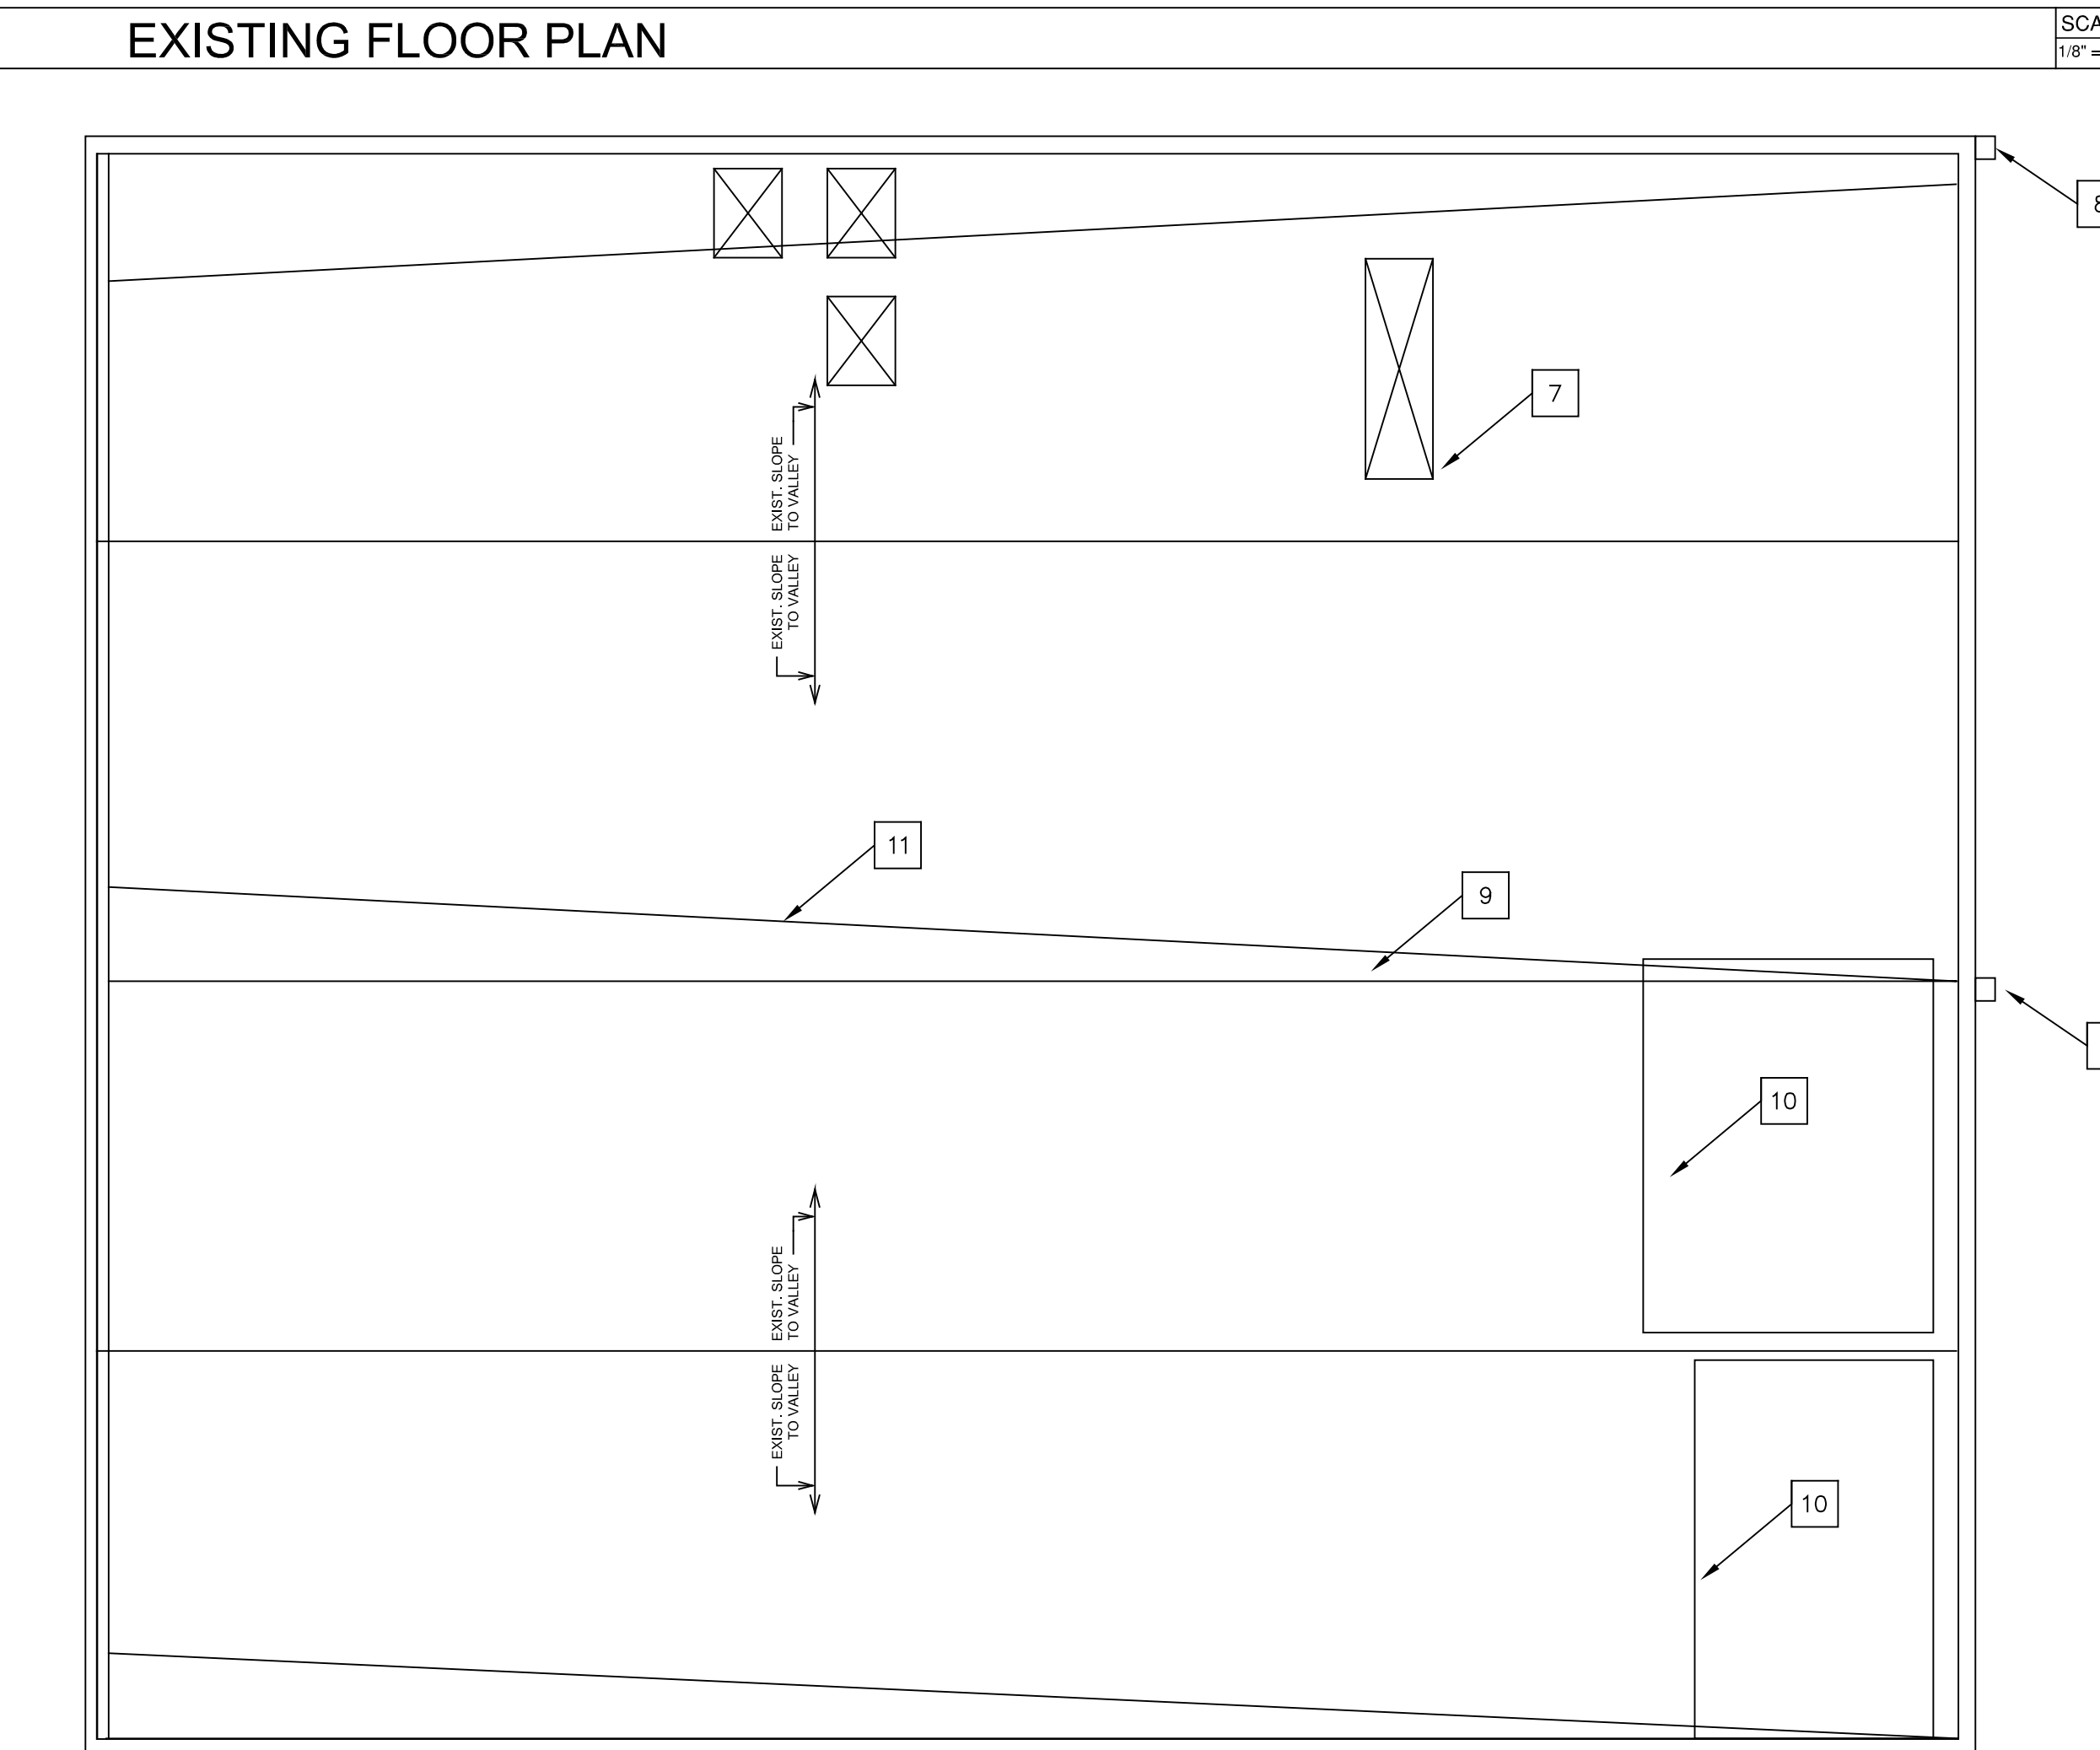 EXISTING FLOOR PLAN
1/8" =
8
7
EXIST. SLOPE
TO VALLEY
EXIST. SLOPE
TO VALLEY
11
9
10
EXIST. SLOPE
TO VALLEY
EXIST. SLOPE
TO VALLEY
10